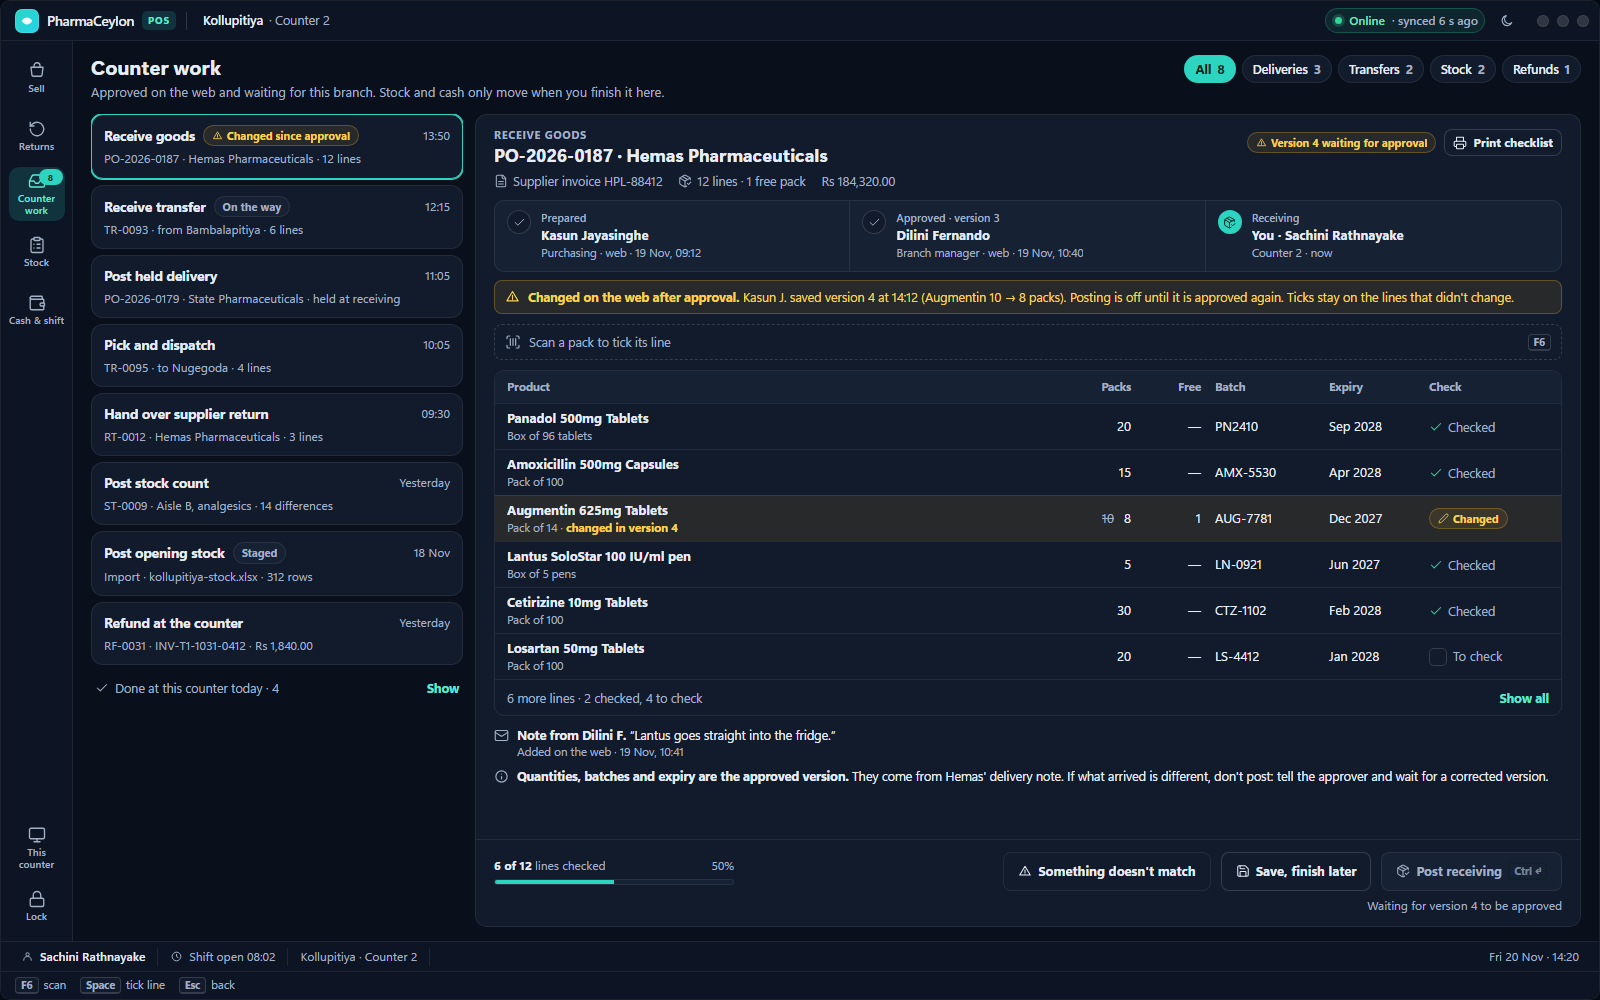 PharmaCeylon POS Kollupitiya · Counter 2
Online · synced 6 s ago
Sell
Returns
8
Counter work
Stock
Cash & shift
This counter
Lock
Counter work
Approved on the web and waiting for this branch. Stock and cash only move when you finish it here.
All 8 Deliveries 3 Transfers 2 Stock 2 Refunds 1
Receive goods Changed since approval 13:50
PO-2026-0187 · Hemas Pharmaceuticals · 12 lines
Receive transfer On the way 12:15
TR-0093 · from Bambalapitiya · 6 lines
Post held delivery 11:05
PO-2026-0179 · State Pharmaceuticals · held at receiving
Pick and dispatch 10:05
TR-0095 · to Nugegoda · 4 lines
Hand over supplier return 09:30
RT-0012 · Hemas Pharmaceuticals · 3 lines
Post stock count Yesterday
ST-0009 · Aisle B, analgesics · 14 differences
Post opening stock Staged 18 Nov
Import · kollupitiya-stock.xlsx · 312 rows
Refund at the counter Yesterday
RF-0031 · INV-T1-1031-0412 · Rs 1,840.00
Done at this counter today · 4 Show
RECEIVE GOODS
PO-2026-0187 · Hemas Pharmaceuticals
Version 4 waiting for approval Print checklist
Supplier invoice HPL-88412 12 lines · 1 free pack Rs 184,320.00
Prepared
Kasun Jayasinghe
Purchasing · web · 19 Nov, 09:12
Approved · version 3
Dilini Fernando
Branch manager · web · 19 Nov, 10:40
Receiving
You · Sachini Rathnayake
Counter 2 · now
Changed on the web after approval. Kasun J. saved version 4 at 14:12 (Augmentin 10 → 8 packs). Posting is off until it is approved again. Ticks stay on the lines that didn't change.
Scan a pack to tick its line F6
Product Packs Free Batch Expiry Check
Panadol 500mg Tablets
Box of 96 tablets
20 — PN2410 Sep 2028 Checked
Amoxicillin 500mg Capsules
Pack of 100
15 — AMX-5530 Apr 2028 Checked
Augmentin 625mg Tablets
Pack of 14 · changed in version 4
10 8 1 AUG-7781 Dec 2027 Changed
Lantus SoloStar 100 IU/ml pen
Box of 5 pens
5 — LN-0921 Jun 2027 Checked
Cetirizine 10mg Tablets
Pack of 100
30 — CTZ-1102 Feb 2028 Checked
Losartan 50mg Tablets
Pack of 100
20 — LS-4412 Jan 2028 To check
6 more lines · 2 checked, 4 to check Show all
Note from Dilini F. “Lantus goes straight into the fridge.”
Added on the web · 19 Nov, 10:41
Quantities, batches and expiry are the approved version. They come from Hemas' delivery note. If what arrived is different, don't post: tell the approver and wait for a corrected version.
6 of 12 lines checked 50%
Something doesn't match Save, finish later Post receiving Ctrl ↵
Waiting for version 4 to be approved
Sachini Rathnayake Shift open 08:02 Kollupitiya · Counter 2 Fri 20 Nov · 14:20
F6 scan Space tick line Esc back